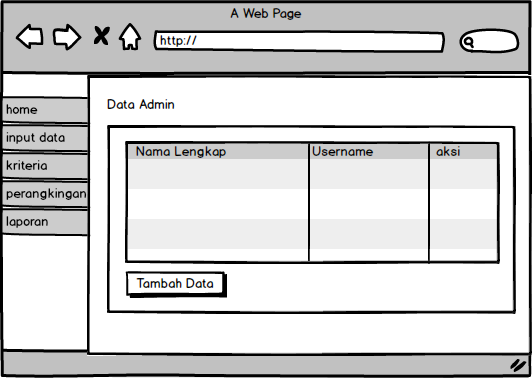 A Web Page
http://
home
input data
kriteria
perangkingan
laporan
Data Admin
Nama Lengkap Username aksi
Tambah Data